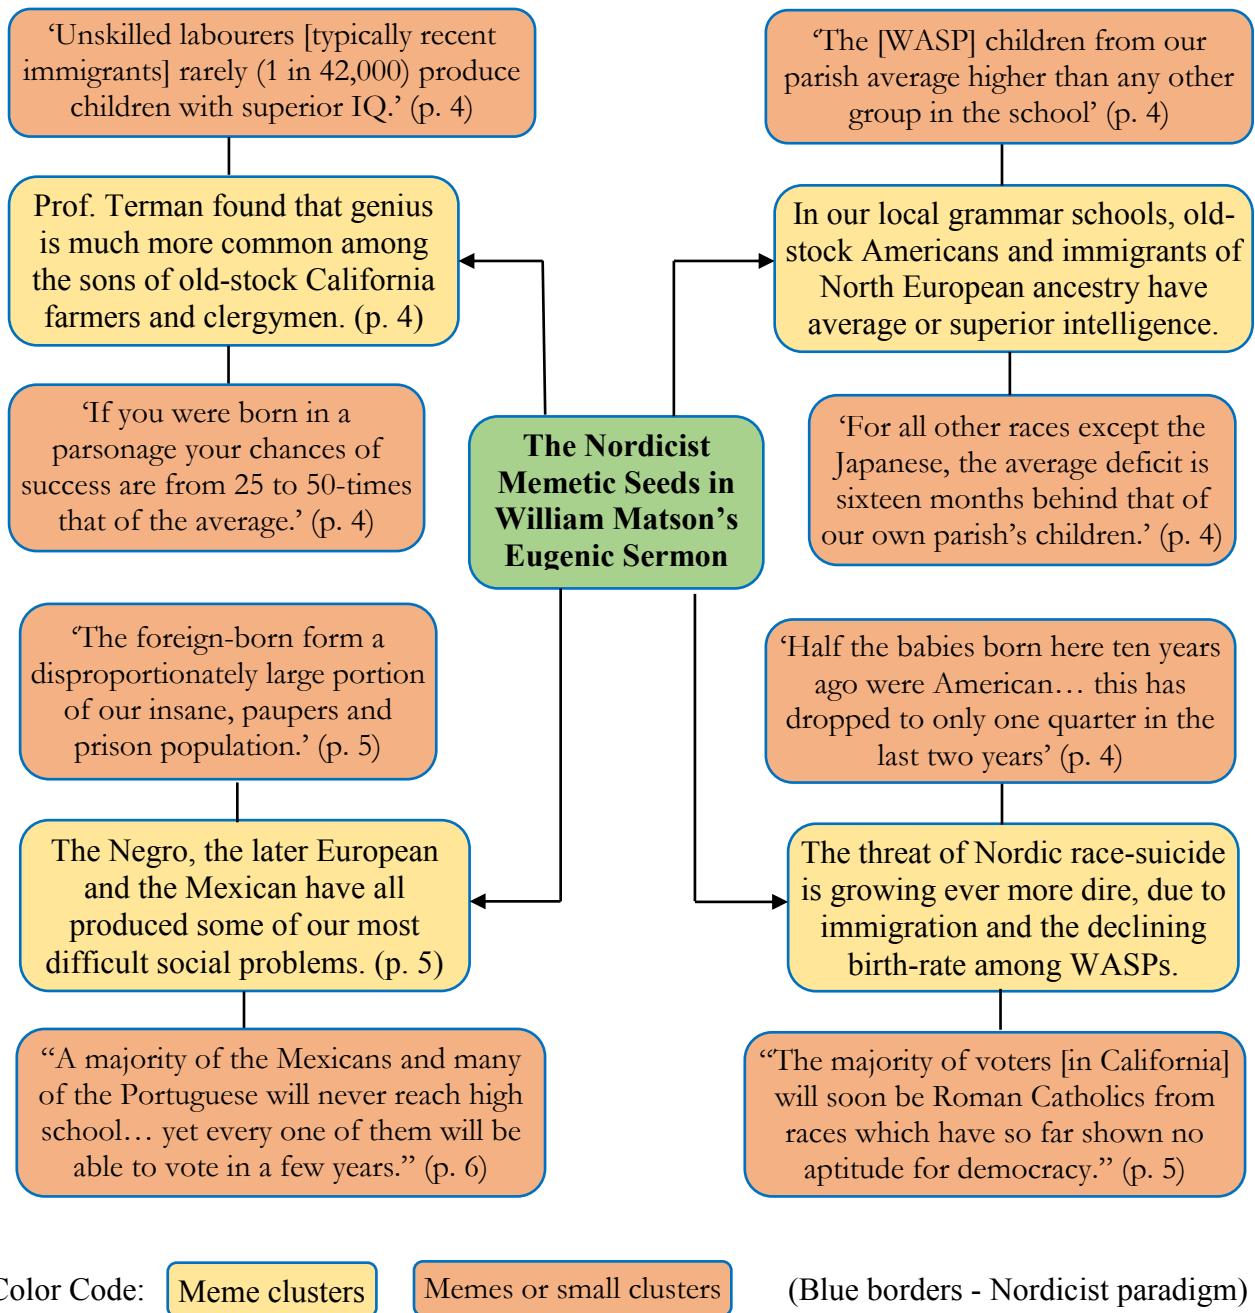 ‘Unskilled labourers [typically recent
immigrants] rarely (1 in 42,000) produce
children with superior IQ.’ (p. 4)
‘The [WASP] children from our
parish average higher than any other
group in the school’ (p. 4)
Prof. Terman found that genius
is much more common among
the sons of old-stock California
farmers and clergymen. (p. 4)
In our local grammar schools, old-
stock Americans and immigrants of
North European ancestry have
average or superior intelligence.
‘If you were born in a
parsonage your chances of
success are from 25 to 50-times
that of the average.’ (p. 4)
The Nordicist
Memetic Seeds in
William Matson’s
Eugenic Sermon
‘For all other races except the
Japanese, the average deficit is
sixteen months behind that of
our own parish’s children.’ (p. 4)
‘The foreign-born form a
disproportionately large portion
of our insane, paupers and
prison population.’ (p. 5)
‘Half the babies born here ten years
ago were American… this has
dropped to only one quarter in the
last two years’ (p. 4)
The Negro, the later European
and the Mexican have all
produced some of our most
difficult social problems. (p. 5)
The threat of Nordic race-suicide
is growing ever more dire, due to
immigration and the declining
birth-rate among WASPs.
“A majority of the Mexicans and many
of the Portuguese will never reach high
school… yet every one of them will be
able to vote in a few years.” (p. 6)
“The majority of voters [in California]
will soon be Roman Catholics from
races which have so far shown no
aptitude for democracy.” (p. 5)
Color Code: Meme clusters Memes or small clusters (Blue borders - Nordicist paradigm)